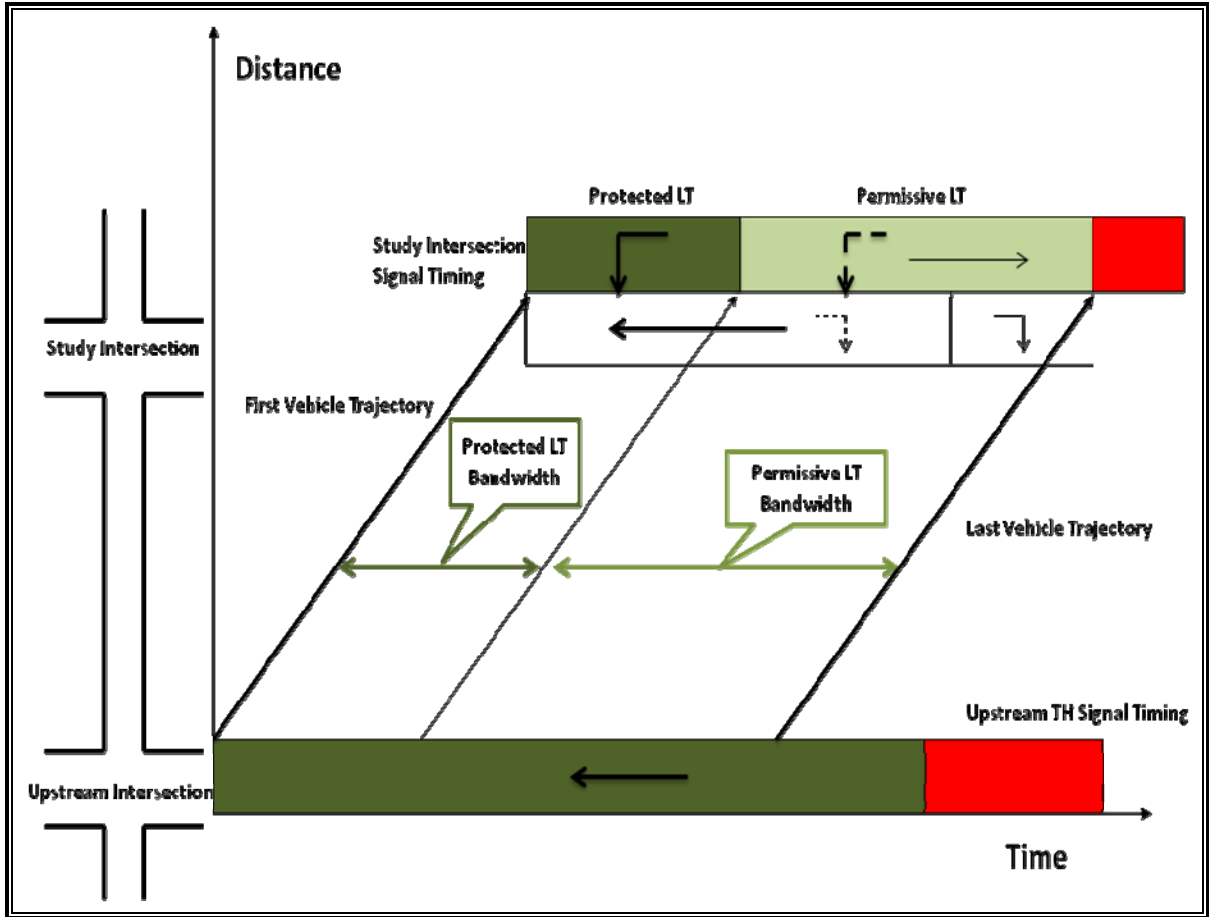 Distance
Protected LT
Permissive LT
Study Intersection
Signal Timing
Study Intersection
First Vehicle Trajectory
Protected LT
Bandwidth
Permissive LT
Bandwidth
Last Vehicle Trajectory
Upstream TH Signal Timing
Upstream Intersection
Time